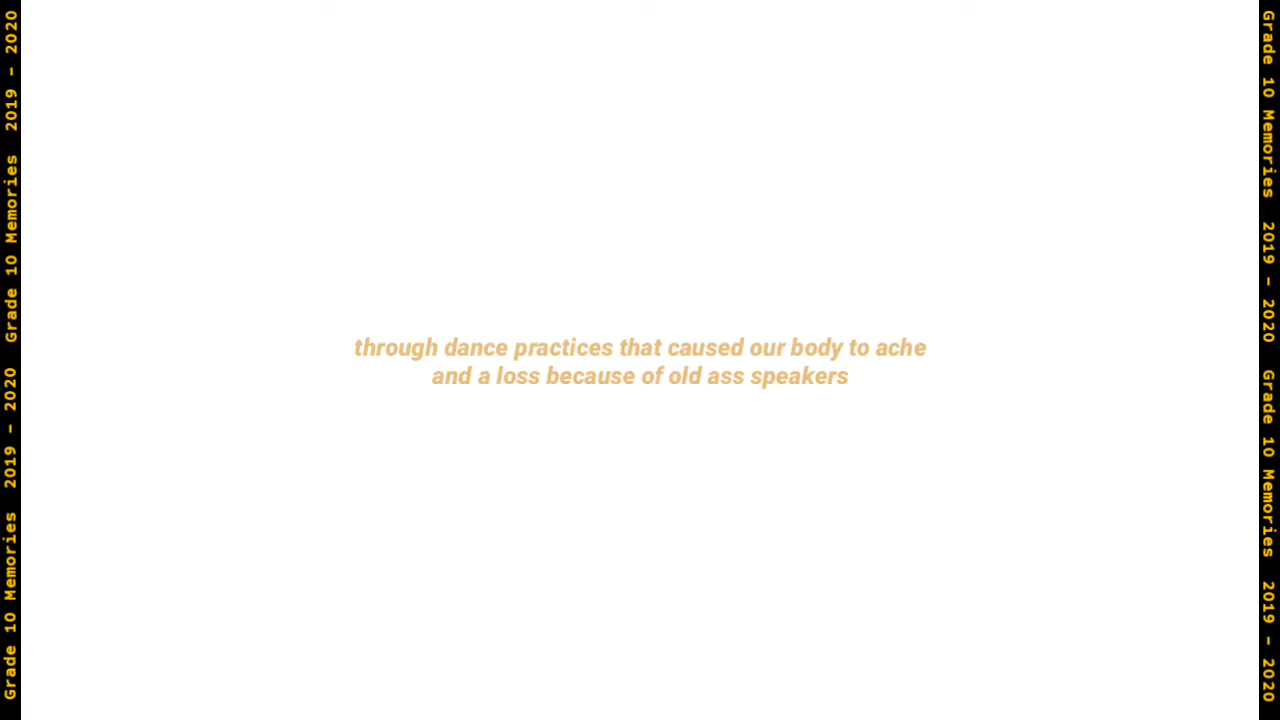 Grade 10 Memories 2019 – 2020 Grade 10 Memories 2019 – 2020
through dance practices that caused our body to ache
and a loss because of old ass speakers
Grade 10 Memories 2019 – 2020 Grade 10 Memories 2019 – 2020